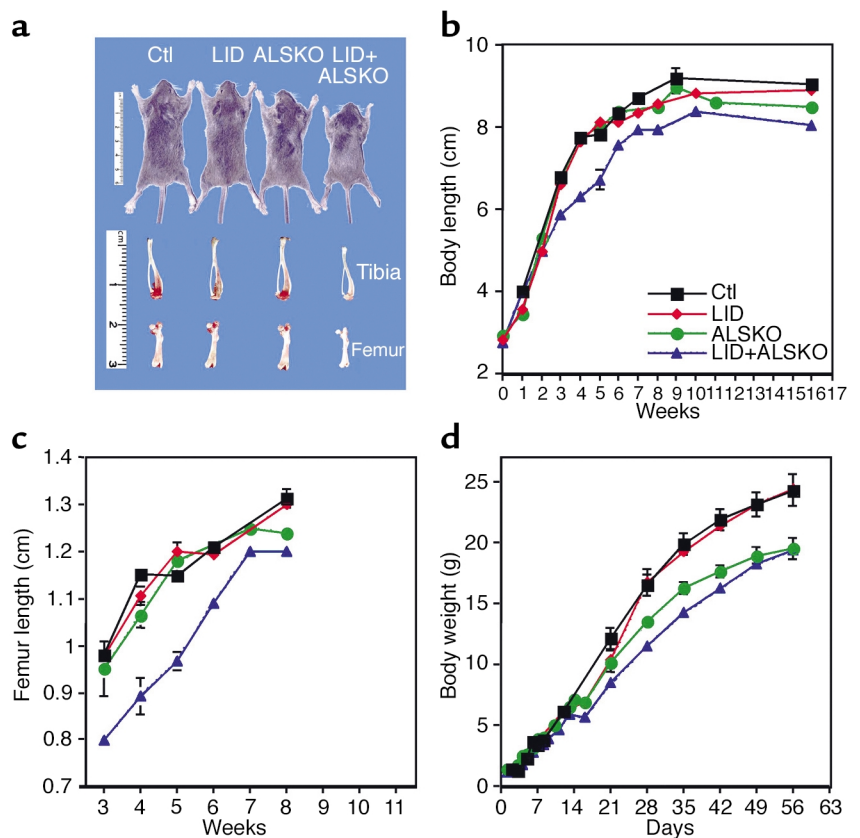 a
Ctl LID ALSKO LID+
ALSKO
cm
1
2
3
Tibia
Femur
b
Body length (cm)
10
8
6
4
2
0 1 2 3 4 5 6 7 8 9 10 11 12 13 14 15 16 17
Weeks
Ctl
LID
ALSKO
LID+ALSKO
c
Femur length (cm)
1.4
1.3
1.2
1.1
1
0.9
0.8
0.7
3 4 5 6 7 8 9 10 11
Weeks
d
Body weight (g)
25
20
15
10
5
0
0 7 14 21 28 35 42 49 56 63
Days